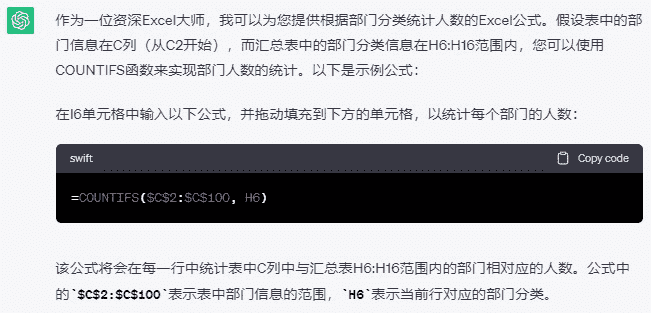 作为一位资深Excel大师，我可以为您提供根据部门分类统计人数的Excel公式。假设表中的部
门信息在C列（从C2开始），而汇总表中的部门分类信息在H6:H16范围内，您可以使用
COUNTIFS函数来实现部门人数的统计。以下是示例公式：
在I6单元格中输入以下公式，并拖动填充到下方的单元格，以统计每个部门的人数：
swift
Copy code
=COUNTIFS($C$2:$C$100, H6)
该公式将会在每一行中统计表中C列中与汇总表H6:H16范围内的部门相对应的人数。公式中
的`$C$2:$C$100`表示表中部门信息的范围，`H6`表示当前行对应的部门分类。